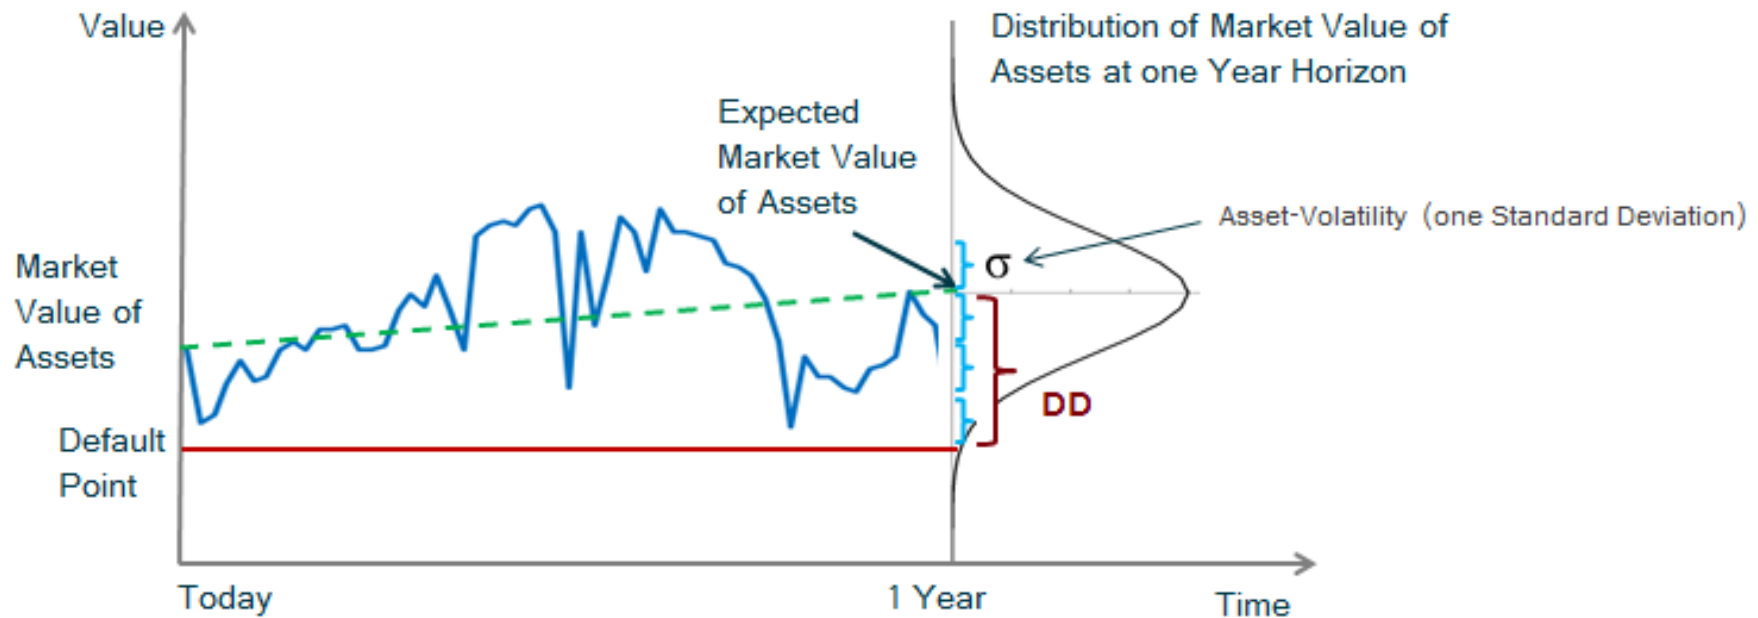 Value
Distribution of Market Value of
Assets at one Year Horizon
Expected
Market Value
of Assets
Asset-Volatility (one Standard Deviation)
σ
Market
Value of
Assets
DD
Default
Point
Today
1 Year
Time